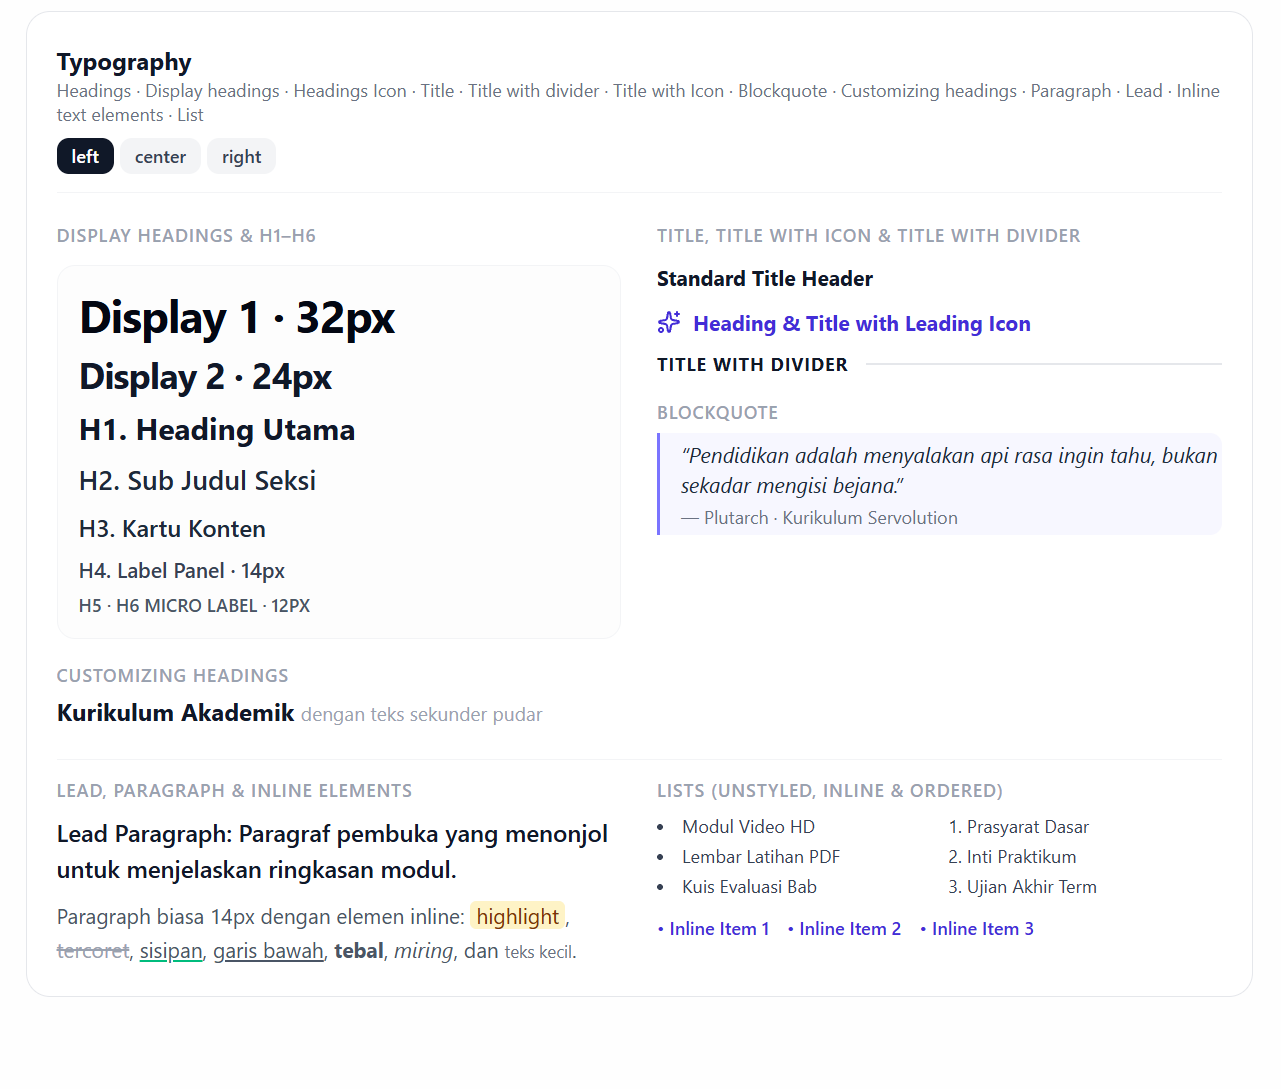 Typography
Headings · Display headings · Headings Icon · Title · Title with divider · Title with Icon · Blockquote · Customizing headings · Paragraph · Lead · Inline
text elements · List
left center right
DISPLAY HEADINGS & H1–H6
Display 1 · 32px
Display 2 · 24px
H1. Heading Utama
H2. Sub Judul Seksi
H3. Kartu Konten
H4. Label Panel · 14px
H5 · H6 MICRO LABEL · 12PX
CUSTOMIZING HEADINGS
Kurikulum Akademik dengan teks sekunder pudar
TITLE, TITLE WITH ICON & TITLE WITH DIVIDER
Standard Title Header
Heading & Title with Leading Icon
TITLE WITH DIVIDER
BLOCKQUOTE
“Pendidikan adalah menyalakan api rasa ingin tahu, bukan
sekadar mengisi bejana.”
— Plutarch · Kurikulum Servolution
LEAD, PARAGRAPH & INLINE ELEMENTS
Lead Paragraph: Paragraf pembuka yang menonjol
untuk menjelaskan ringkasan modul.
Paragraph biasa 14px dengan elemen inline: highlight,
tercoret, sisipan, garis bawah, tebal, miring, dan teks kecil.
LISTS (UNSTYLED, INLINE & ORDERED)
• Modul Video HD
• Lembar Latihan PDF
• Kuis Evaluasi Bab
1. Prasyarat Dasar
2. Inti Praktikum
3. Ujian Akhir Term
• Inline Item 1 • Inline Item 2 • Inline Item 3